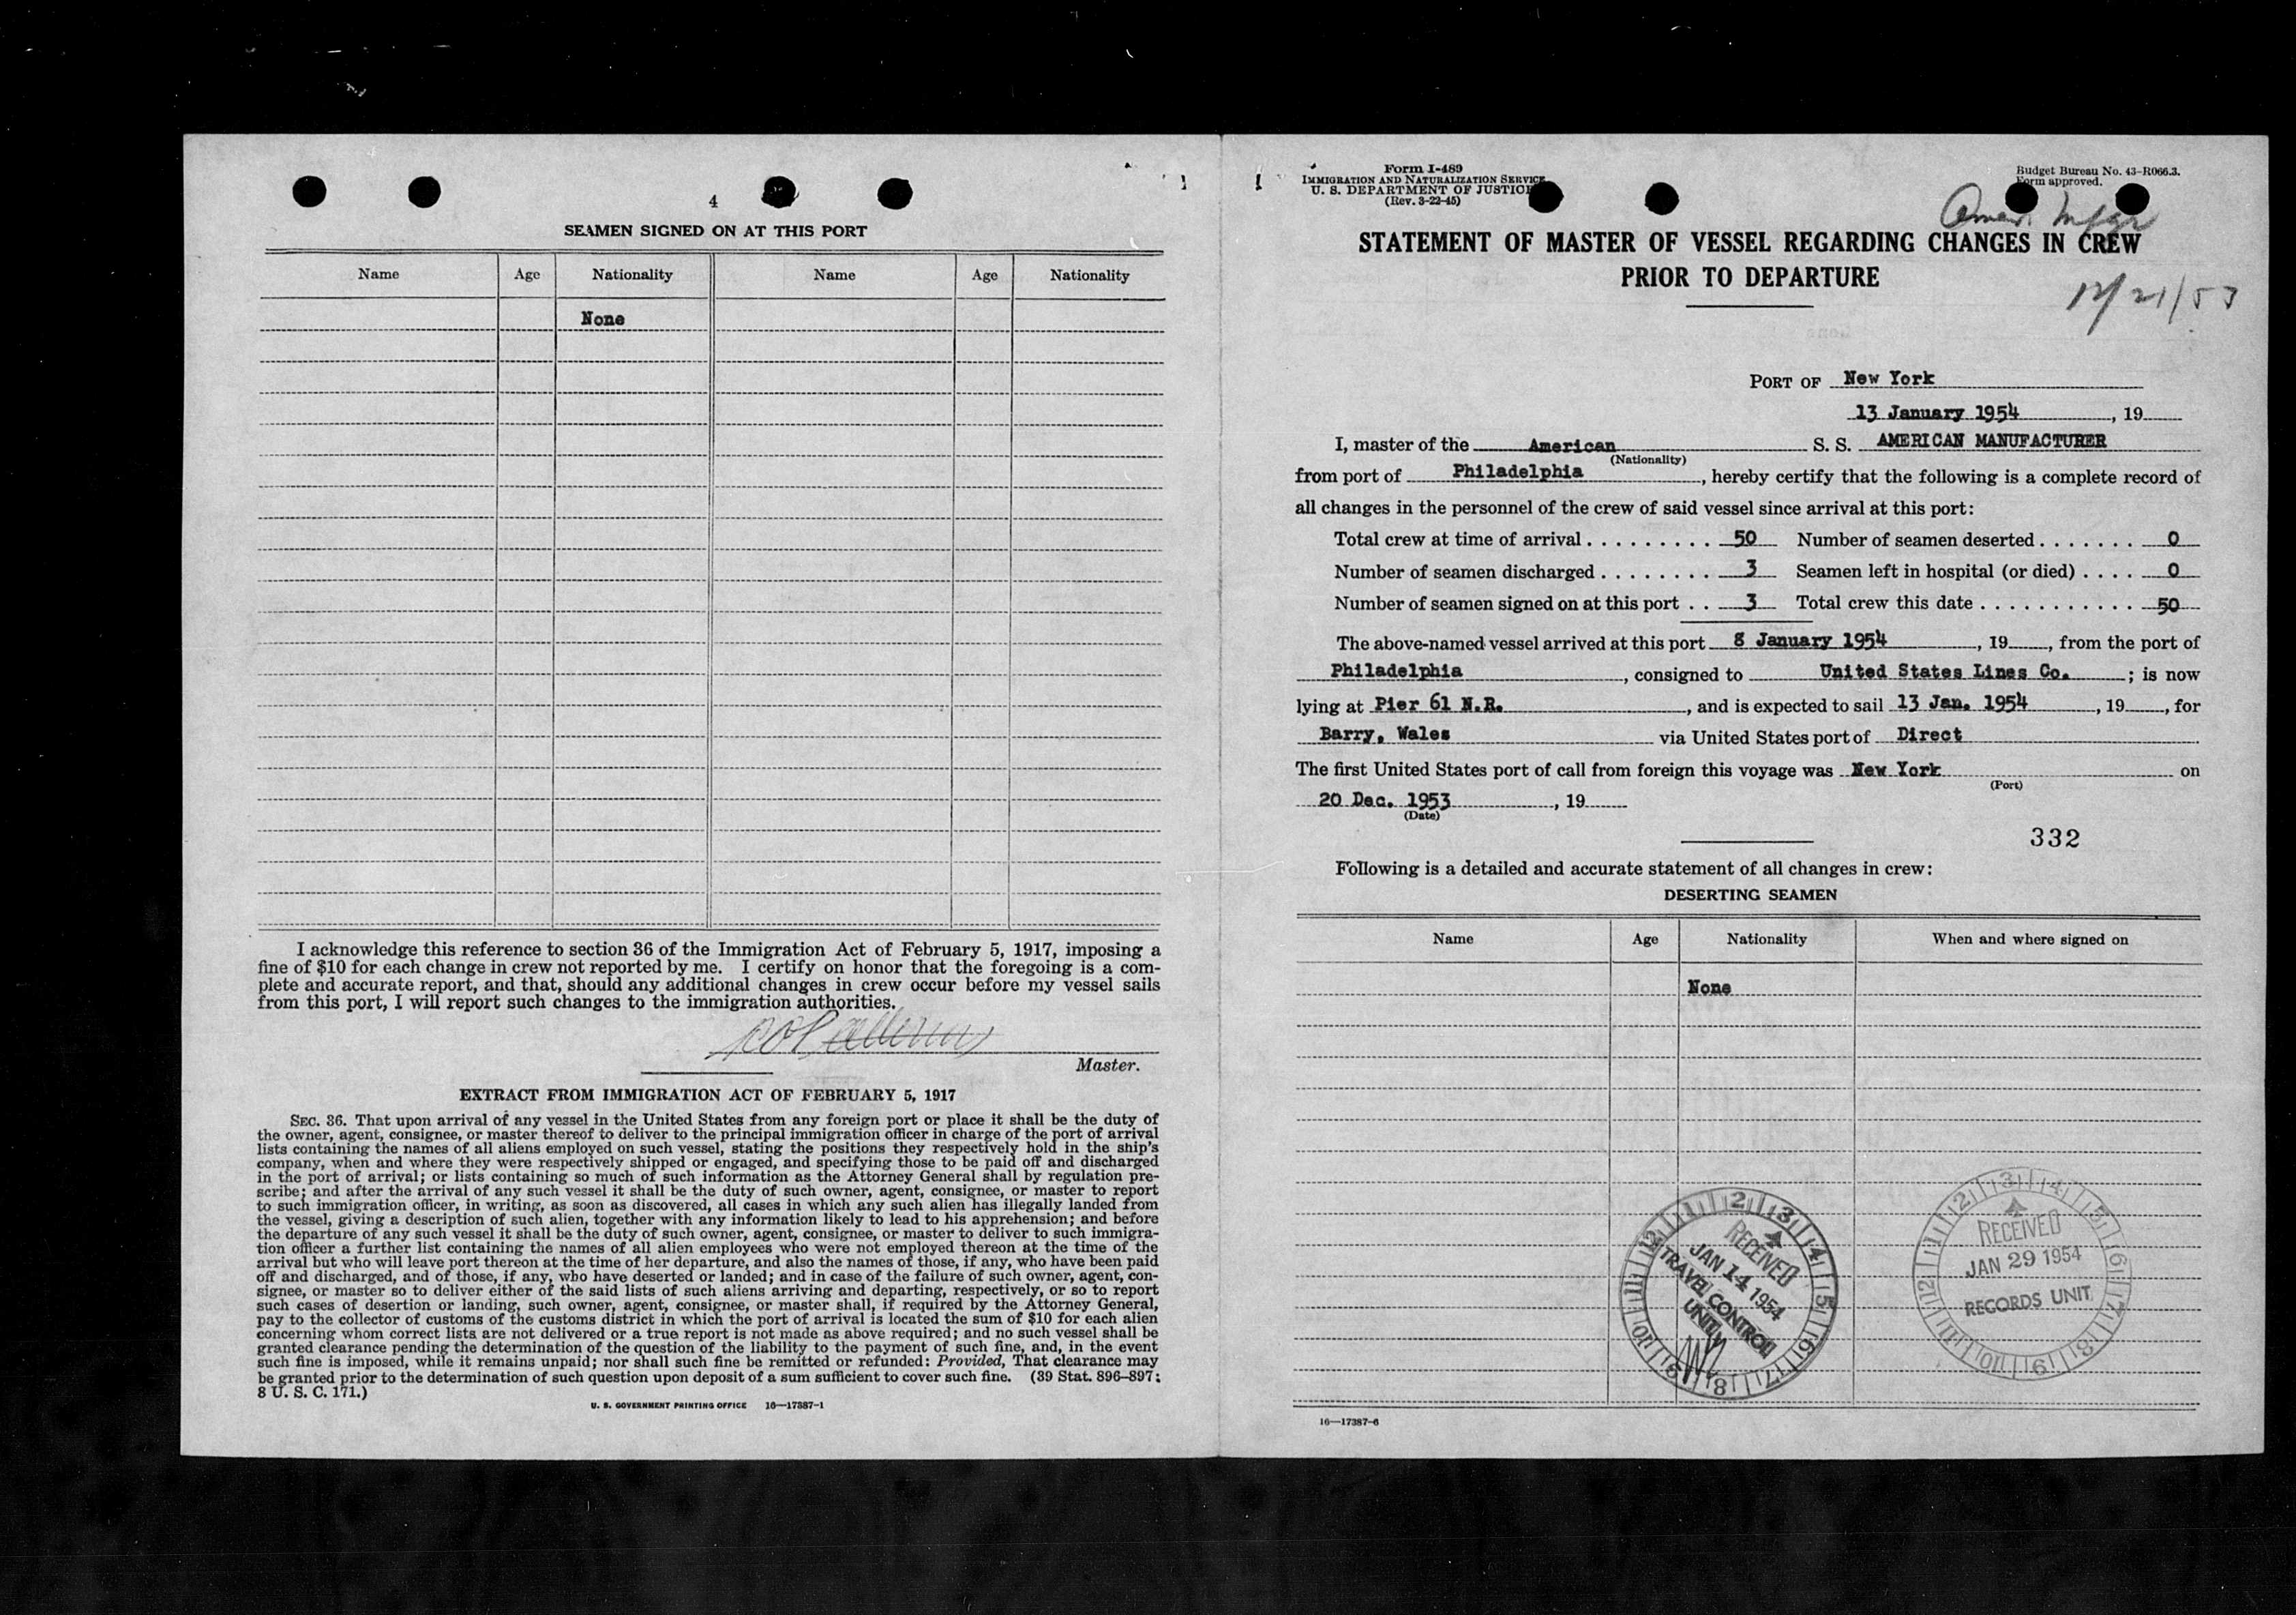 4
SEAMEN SIGNED ON AT THIS PORT
Name Age Nationality Name Age Nationality
None
I acknowledge this reference to section 36 of the Immigration Act of February 5, 1917, imposing a
fine of $10 for each change in crew not reported by me. I certify on honor that the foregoing is a com-
plete and accurate report, and that, should any additional changes in crew occur before my vessel sails
from this port, I will report such changes to the immigration authorities.
Master.
EXTRACT FROM IMMIGRATION ACT OF FEBRUARY 5, 1917
SEC. 36. That upon arrival of any vessel in the United States from any foreign port or place it shall be the duty of
the owner, agent, consignee, or master thereof to deliver to the principal immigration officer in charge of the port of arrival
lists containing the names of all aliens employed on such vessel, stating the positions they respectively hold in the ship's
company, when and where they were respectively shipped or engaged, and specifying those to be paid off and discharged
in the port of arrival; or lists containing so much of such information as the Attorney General shall by regulation pre-
scribe; and after the arrival of any such vessel it shall be the duty of such owner, agent, consignee, or master to report
to such immigration officer, in writing, as soon as discovered, all cases in which any such alien has illegally landed from
the vessel, giving a description of such alien, together with any information likely to lead to his apprehension; and before
the departure of any such vessel it shall be the duty of such owner, agent, consignee, or master to deliver to such immigra-
tion officer a further list containing the names of all alien employees who were not employed thereon at the time of the
arrival but who will leave port thereon at the time of her departure, and also the names of those, if any, who have been paid
off and discharged, and of those, if any, who have deserted or landed; and in case of the failure of such owner, agent, con-
signee, or master so to deliver either of the said lists of such aliens arriving and departing, respectively, or so to report
such cases of desertion or landing, such owner, agent, consignee, or master shall, if required by the Attorney General,
pay to the collector of customs of the customs district in which the port of arrival is located the sum of $10 for each alien
concerning whom correct lists are not delivered or a true report is not made as above required; and no such vessel shall be
granted clearance pending the determination of the question of the liability to the payment of such fine, and, in the event
such fine is imposed, while it remains unpaid; nor shall such fine be remitted or refunded: Provided, That clearance may
be granted prior to the determination of such question upon deposit of a sum sufficient to cover such fine. (39 Stat. 896–897;
8 U. S. C. 171.)
U. S. GOVERNMENT PRINTING OFFICE 16—17387-1
Form I-489
IMMIGRATION AND NATURALIZATION SERVICE
U. S. DEPARTMENT OF JUSTICE
(Rev. 3-22-45)
Budget Bureau No. 43-R066.3.
Form approved.
Amer. Mfgr
STATEMENT OF MASTER OF VESSEL REGARDING CHANGES IN CREW
PRIOR TO DEPARTURE
12/21/53
PORT OF New York
13 January 1954, 19
I, master of the American S. S. AMERICAN MANUFACTURER
(Nationality)
from port of Philadelphia, hereby certify that the following is a complete record of
all changes in the personnel of the crew of said vessel since arrival at this port:
Total crew at time of arrival . . . . . . . . . 50 Number of seamen deserted . . . . . . . 0
Number of seamen discharged . . . . . . . . 3 Seamen left in hospital (or died) . . . . 0
Number of seamen signed on at this port . . 3 Total crew this date . . . . . . . . . . . . 50
The above-named vessel arrived at this port 8 January 1954, 19, from the port of
Philadelphia, consigned to United States Lines Co. ; is now
lying at Pier 61 N.R., and is expected to sail 13 Jan. 1954, 19, for
Barry, Wales via United States port of Direct
The first United States port of call from foreign this voyage was New York on
(Port)
20 Dec. 1953, 19
(Date)
332
Following is a detailed and accurate statement of all changes in crew:
DESERTING SEAMEN
Name Age Nationality When and where signed on
None
12 1 2 3 4 5 6 7 8 9 10 11
RECEIVED
JAN 14 1954
TRAVEL CONTROL
UNIT
12 1 2 3 4 5 6 7 8 9 10 11
RECEIVED
JAN 29 1954
RECORDS UNIT
16—17387-6